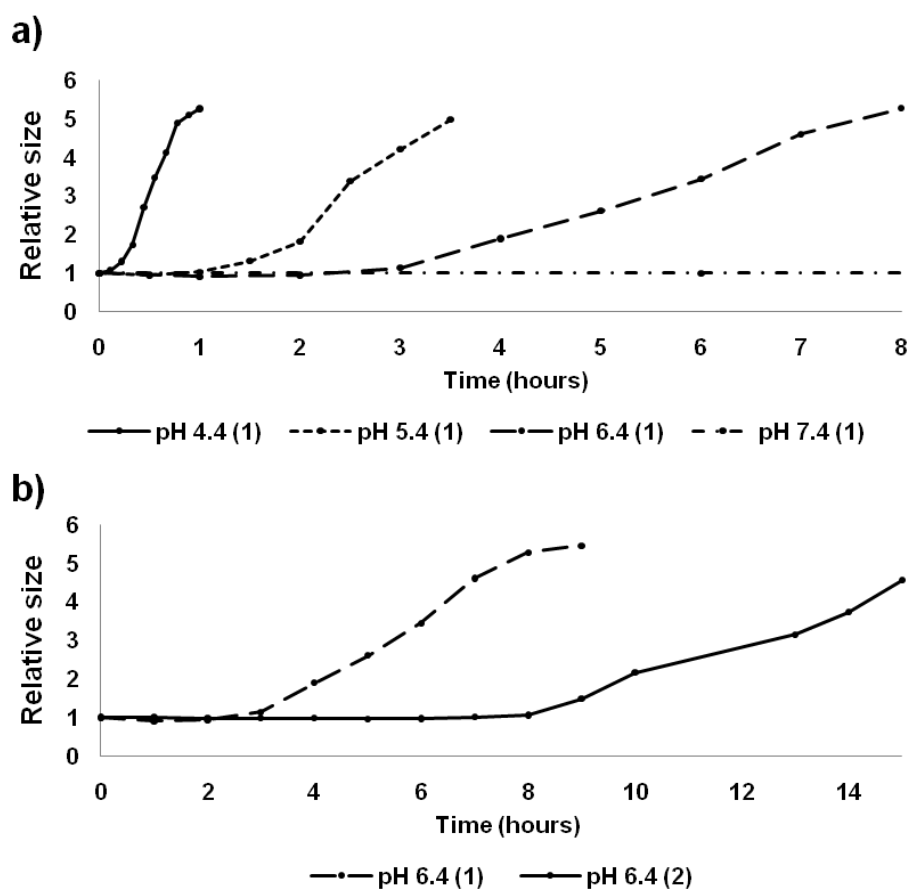 a)
6
5
4
3
2
1
0
Relative size
0 1 2 3 4 5 6 7 8
Time (hours)
pH 4.4 (1) pH 5.4 (1) pH 6.4 (1) pH 7.4 (1)
b)
6
5
4
3
2
1
0
Relative size
0 2 4 6 8 10 12 14
Time (hours)
pH 6.4 (1) pH 6.4 (2)